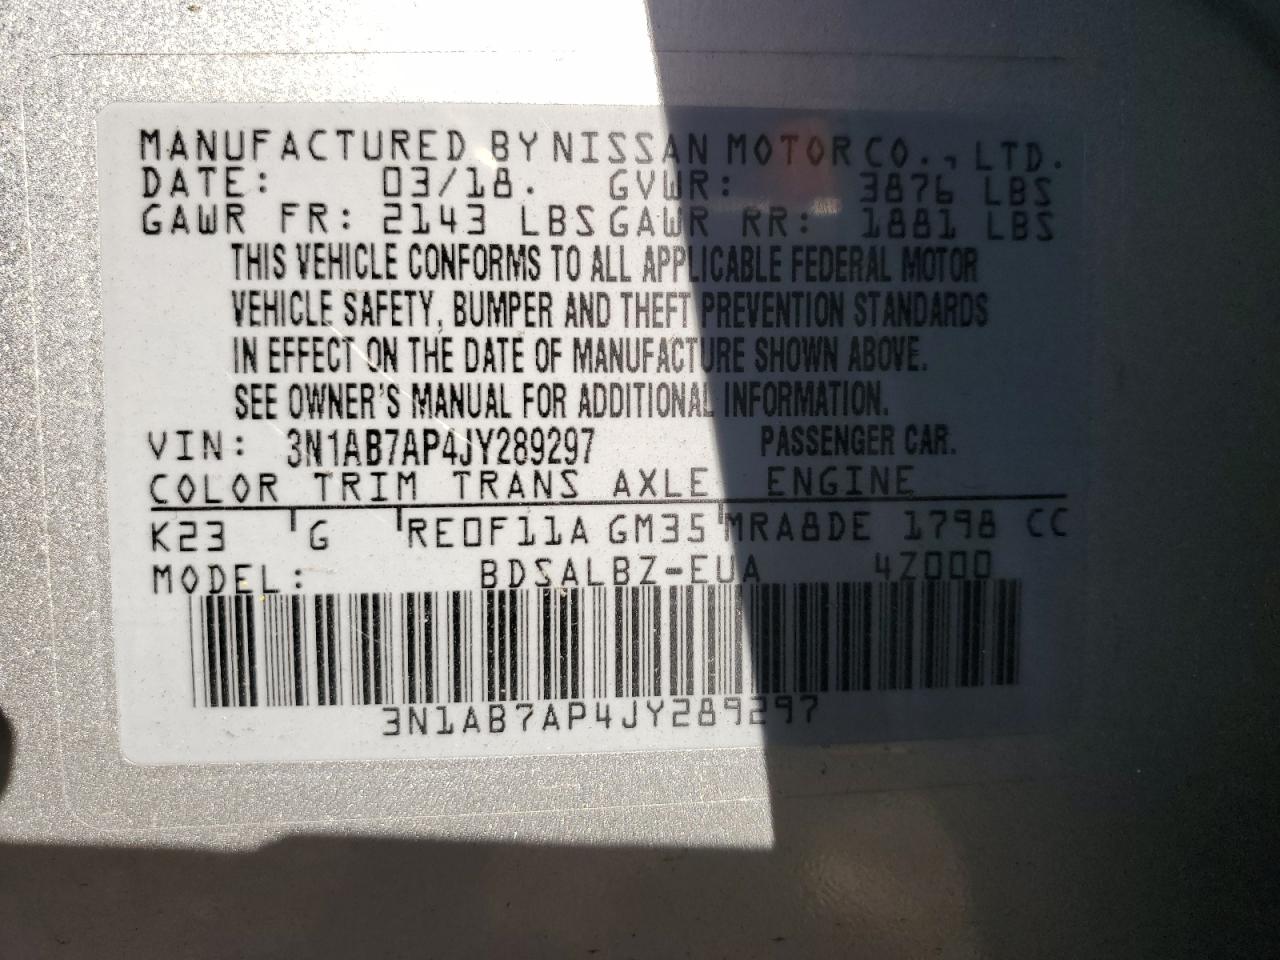 MANUFACTURED BY NISSAN MOTOR CO., LTD.
DATE: 03/18. GVWR: 3876 LBS
GAWR FR: 2143 LBS GAWR RR: 1881 LBS
THIS VEHICLE CONFORMS TO ALL APPLICABLE FEDERAL MOTOR
VEHICLE SAFETY, BUMPER AND THEFT PREVENTION STANDARDS
IN EFFECT ON THE DATE OF MANUFACTURE SHOWN ABOVE.
SEE OWNER'S MANUAL FOR ADDITIONAL INFORMATION.
VIN: 3N1AB7AP4JY289297 PASSENGER CAR.
COLOR TRIM TRANS AXLE ENGINE
K23 G RE0F11A GM35 MRA8DE 1798 CC
MODEL: BDSALBZ-EUA 4Z000
3N1AB7AP4JY289297